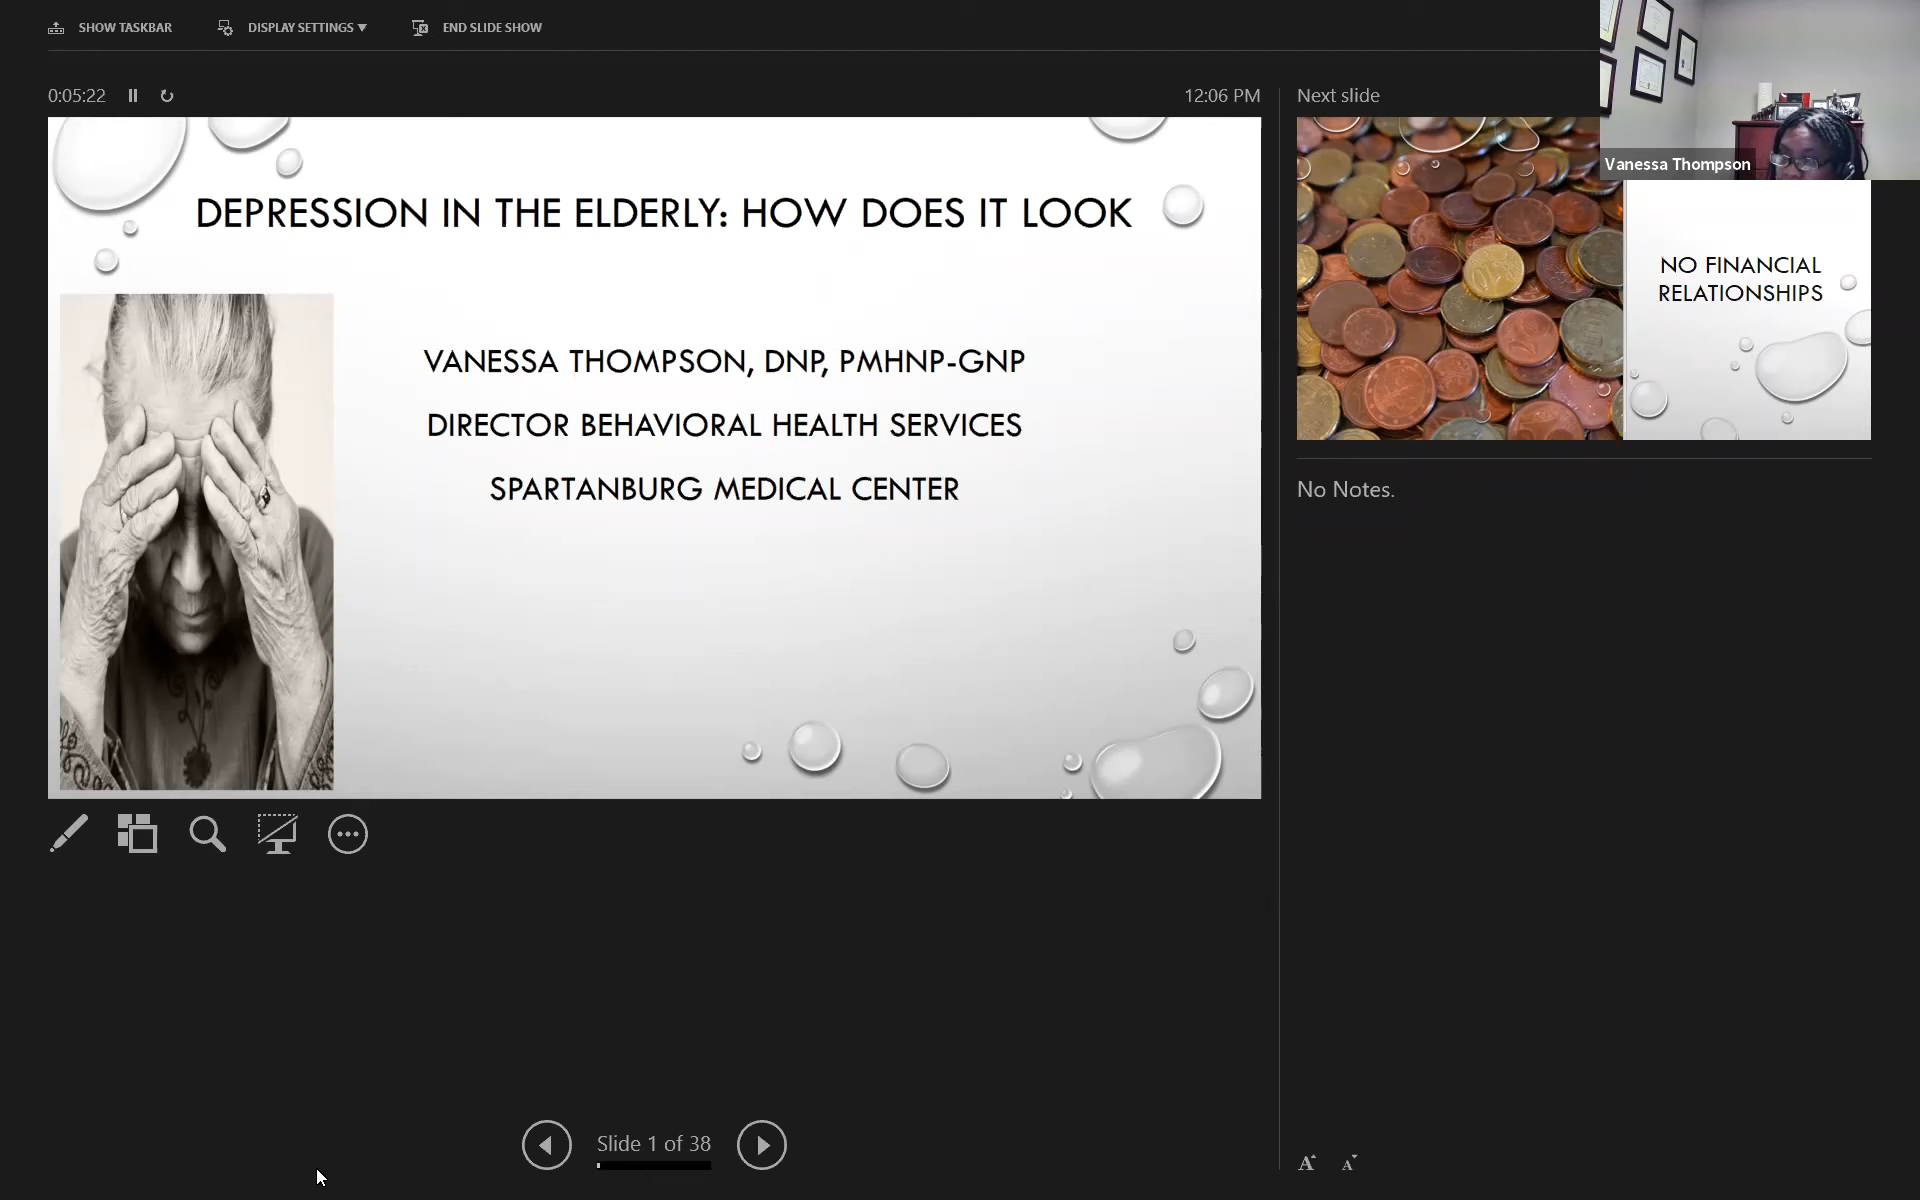 SHOW TASKBAR
DISPLAY SETTINGS ▼
END SLIDE SHOW
0:05:22
12:06 PM
Next slide
Vanessa Thompson
DEPRESSION IN THE ELDERLY: HOW DOES IT LOOK
VANESSA THOMPSON, DNP, PMHNP-GNP
DIRECTOR BEHAVIORAL HEALTH SERVICES
SPARTANBURG MEDICAL CENTER
NO FINANCIAL
RELATIONSHIPS
No Notes.
Slide 1 of 38
A
A